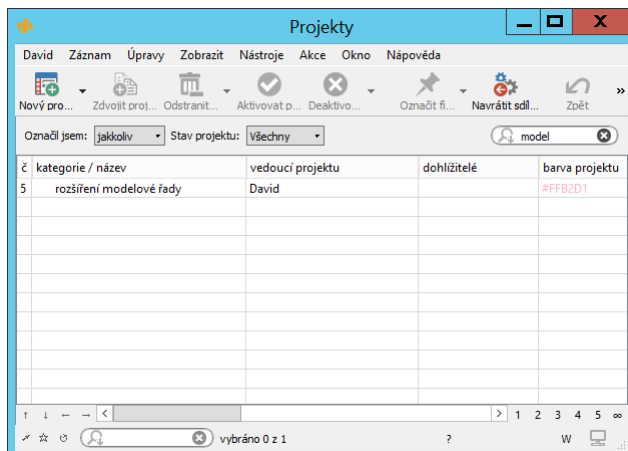 Projekty
David Záznam Úpravy Zobrazit Nástroje Akce Okno Nápověda
Nový pro... Zdvojit proj... Odstranit... Aktivovat p... Deaktivo... Označit fi... Navrátit sdíl... Zpět »
Označil jsem: jakkoliv Stav projektu: Všechny model
č kategorie / název vedoucí projektu dohlížitelé barva projektu
5 rozšíření modelové řady David #FFB2D1
1 2 3 4 5 ∞
vybráno 0 z 1 ? W